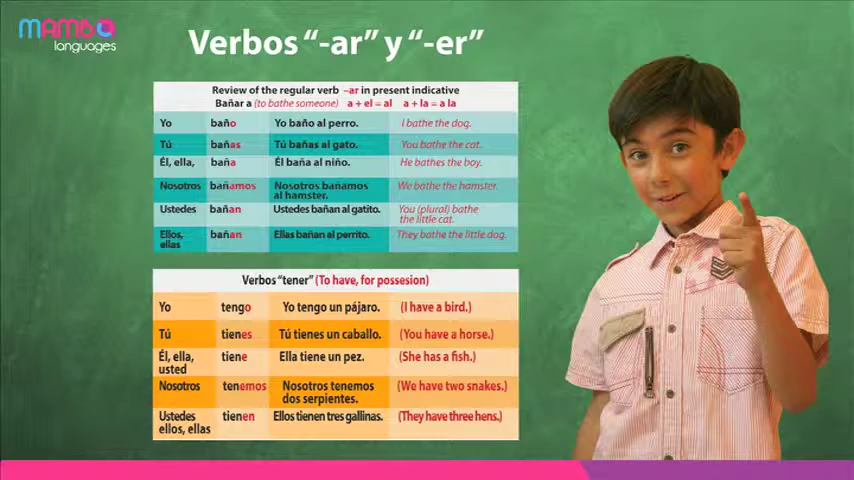 mambo
languages
Verbos “-ar” y “-er”
Review of the regular verb –ar in present indicative
Bañar a (to bathe someone) a + el = al a + la = a la
Yo baño Yo baño al perro. I bathe the dog.
Tú bañas Tú bañas al gato. You bathe the cat.
Él, ella, baña Él baña al niño. He bathes the boy.
Nosotros bañamos Nosotros bañamos We bathe the hamster.
al hamster.
Ustedes bañan Ustedes bañan al gatito. You (plural) bathe
the little cat.
Ellos, bañan Ellas bañan al perrito. They bathe the little dog.
ellas
Verbos “tener” (To have, for possesion)
Yo tengo Yo tengo un pájaro. (I have a bird.)
Tú tienes Tú tienes un caballo. (You have a horse.)
Él, ella, tiene Ella tiene un pez. (She has a fish.)
usted
Nosotros tenemos Nosotros tenemos (We have two snakes.)
dos serpientes.
Ustedes tienen Ellos tienen tres gallinas. (They have three hens.)
ellos, ellas